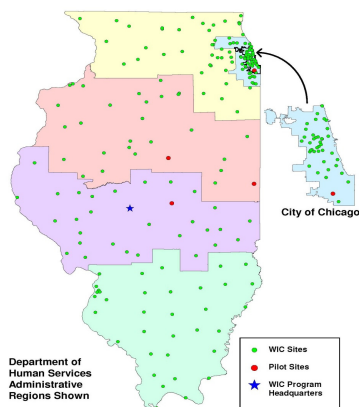 City of Chicago
Department of
Human Services
Administrative
Regions Shown
WIC Sites
Pilot Sites
WIC Program
Headquarters